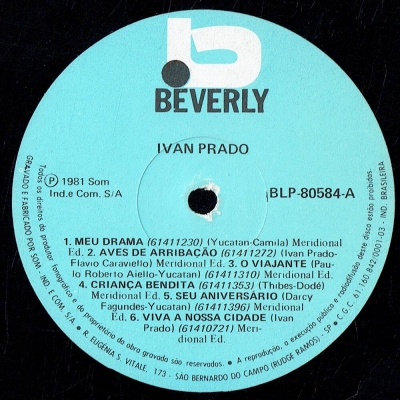 b
BEVERLY
IVAN PRADO
℗ 1981 Som
Ind.e Com. S/A
BLP-80584-A
1. MEU DRAMA (61411230) (Yucatan-Camila) Meridional
Ed. 2. AVES DE ARRIBAÇÃO (61411272) (Ivan Prado-
Flavio Caraviello) Meridional Ed. 3. O VIAJANTE (Pau-
lo Roberto Aiello-Yucatan) (61411310) Meridional Ed.
4. CRIANÇA BENDITA (61411353) (Thibes-Dodé)
Meridional Ed. 5. SEU ANIVERSÁRIO (Darcy
Fagundes-Yucatan) (61411396) Meridional
Ed. 6. VIVA A NOSSA CIDADE (Ivan
Prado) (61410721) Meri-
dional Ed.
Todos os direitos do produtor fonográfico e do proprietário da obra gravada são reservados. • A reprodução, a execução pública e radiodifusão deste disco estão proibidas.
GRAVADO E FABRICADO POR SOM - IND. E COM. S/A. • R. EUGÊNIA S. VITALE, 173 - SÃO BERNARDO DO CAMPO (RUDGE RAMOS) - SP • C.G.C. 61.160.842/0001-03 - IND. BRASILEIRA